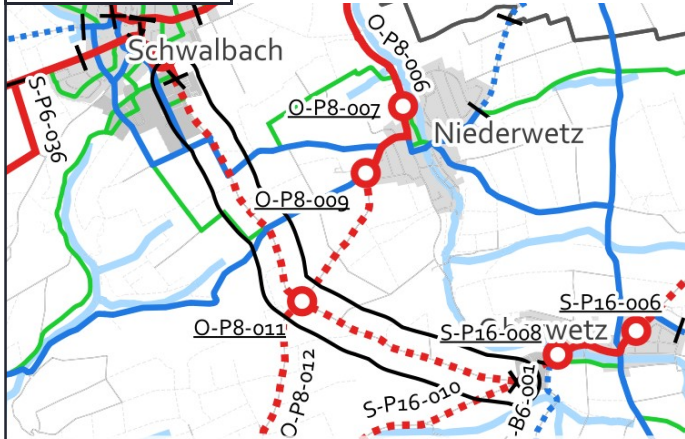 Schwalbach
O-P8-006
S-P6-036
O-P8-007
Niederwetz
O-P8-009
S-P16-006
O-P8-011
S-P16-008
wetz
O-P8-012
S-P16-010
-B6-001